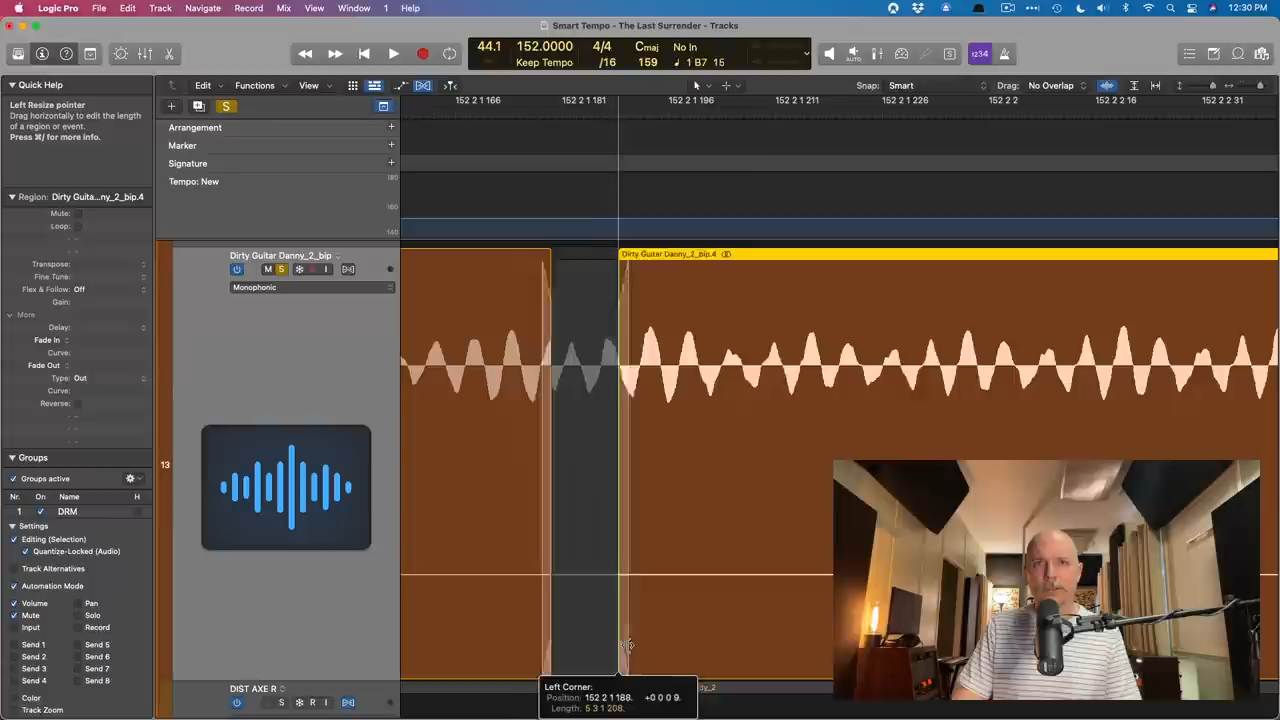 Logic Pro File Edit Track Navigate Record Mix View Window 1 Help
12:30 PM
Smart Tempo - The Last Surrender - Tracks
44.1 152.0000 4/4 Cmaj No In
Keep Tempo /16 159 ♩ 1 B7 15
AUTO
S
1234
Quick Help
Left Resize pointer
Drag horizontally to edit the length
of a region or event.
Press ⌘/ for more info.
Edit Functions View
Snap: Smart Drag: No Overlap
S
152 2 1 166 152 2 1 181 152 2 1 196 152 2 1 211 152 2 1 226 152 2 2 152 2 2 16 152 2 2 31
Arrangement +
Marker +
Signature +
Tempo: New
180
160
140
Region: Dirty Guita...ny_2_bip.4
Mute:
Loop:
Transpose:
Fine Tune:
Flex & Follow: Off
Gain:
More
Delay:
Fade In
Curve:
Fade Out
Type: Out
Curve:
Reverse:
Dirty Guitar Danny_2_bip
M S R I
Monophonic
13
Dirty Guitar Danny_2_bip.4
Groups
Groups active
Nr. On Name H
1 DRM
Settings
Editing (Selection)
Quantize-Locked (Audio)
Track Alternatives
Automation Mode
Volume Pan
Mute Solo
Input Record
Send 1 Send 5
Send 2 Send 6
Send 3 Send 7
Send 4 Send 8
Color
Track Zoom
DIST AXE R
S R I
Left Corner:
Position: 152 2 1 188. +0 0 0 9.
Length: 5 3 1 208.